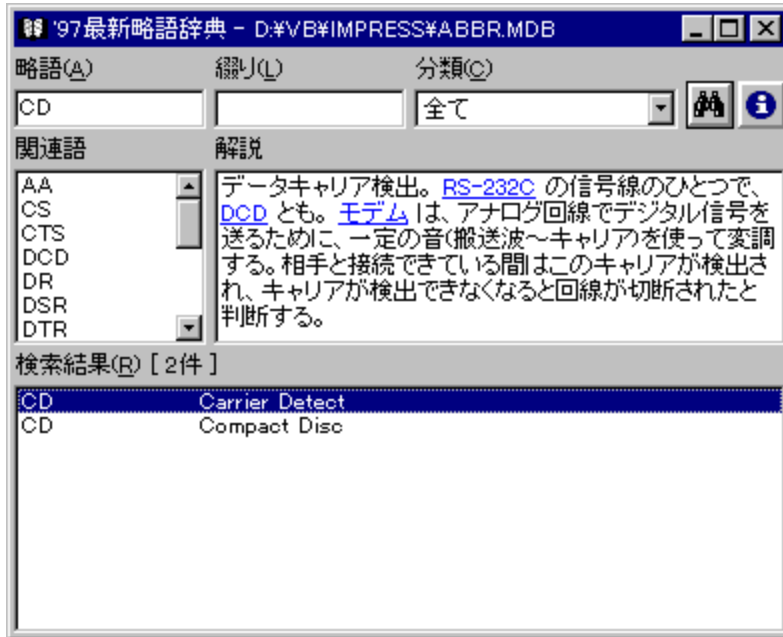 '97最新略語辞典 - D:¥VB¥IMPRESS¥ABBR.MDB
略語(A) 綴り(L) 分類(C)
CD 全て
関連語 解説
AA
CS
CTS
DCD
DR
DSR
DTR
データキャリア検出。 RS-232C の信号線のひとつで、
DCD とも。 モデム は、アナログ回線でデジタル信号を
送るために、一定の音(搬送波～キャリア)を使って変調
する。相手と接続できている間はこのキャリアが検出さ
れ、キャリアが検出できなくなると回線が切断されたと
判断する。
検索結果(R) [ 2件 ]
CD Carrier Detect
CD Compact Disc